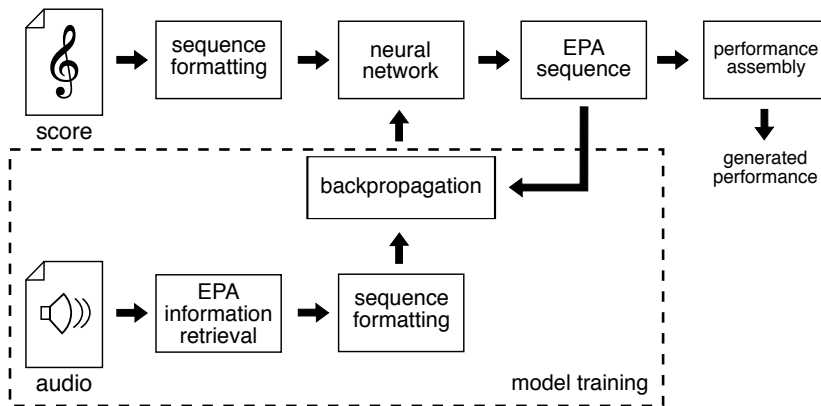 sequence
formatting
neural
network
EPA
sequence
performance
assembly
score
generated
performance
backpropagation
EPA
information
retrieval
sequence
formatting
audio
model training